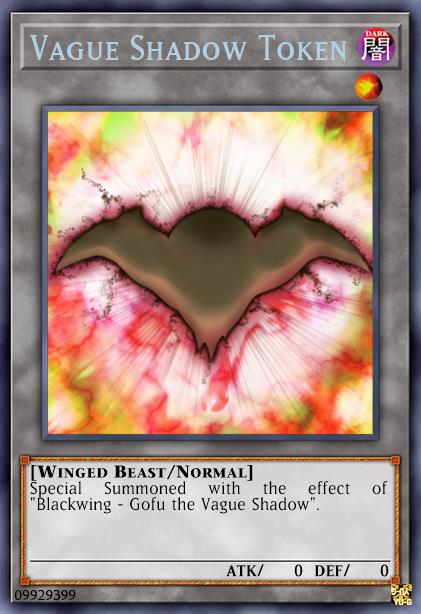 Vague Shadow Token
DARK
闇
[Winged Beast/Normal]
Special Summoned with the effect of
"Blackwing - Gofu the Vague Shadow".
ATK/ 0 DEF/ 0
09929399